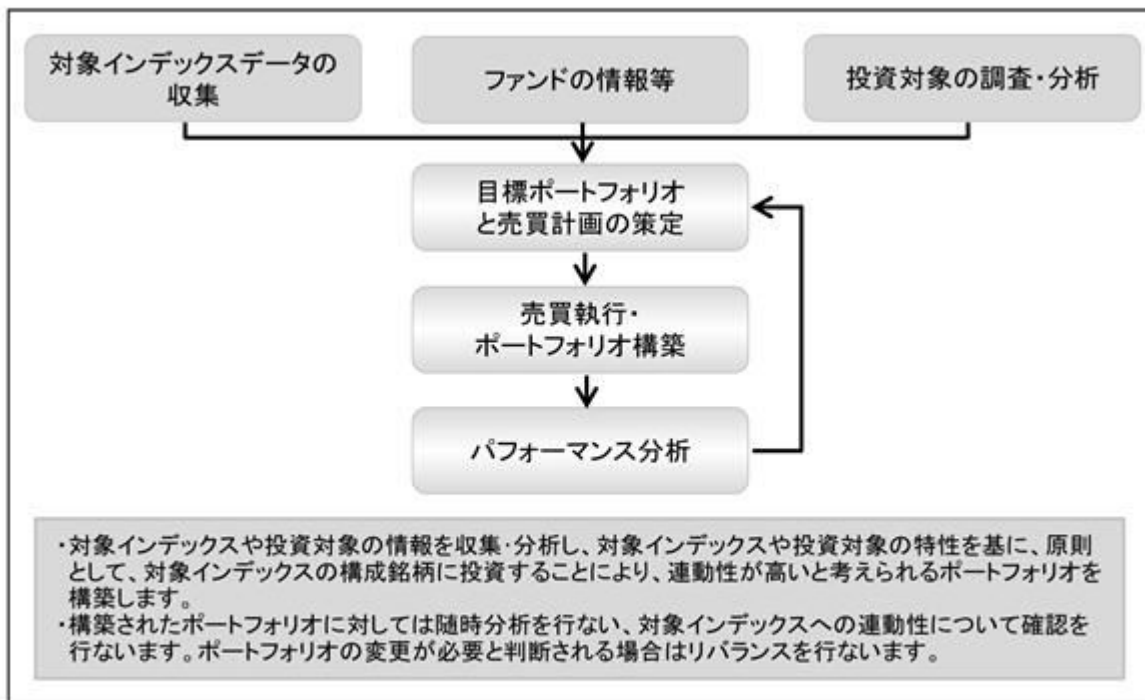 対象インデックスデータの
収集
ファンドの情報等
投資対象の調査・分析
目標ポートフォリオ
と売買計画の策定
売買執行・
ポートフォリオ構築
パフォーマンス分析
・対象インデックスや投資対象の情報を収集・分析し、対象インデックスや投資対象の特性を基に、原則
として、対象インデックスの構成銘柄に投資することにより、連動性が高いと考えられるポートフォリオを
構築します。
・構築されたポートフォリオに対しては随時分析を行ない、対象インデックスへの連動性について確認を
行ないます。ポートフォリオの変更が必要と判断される場合はリバランスを行ないます。